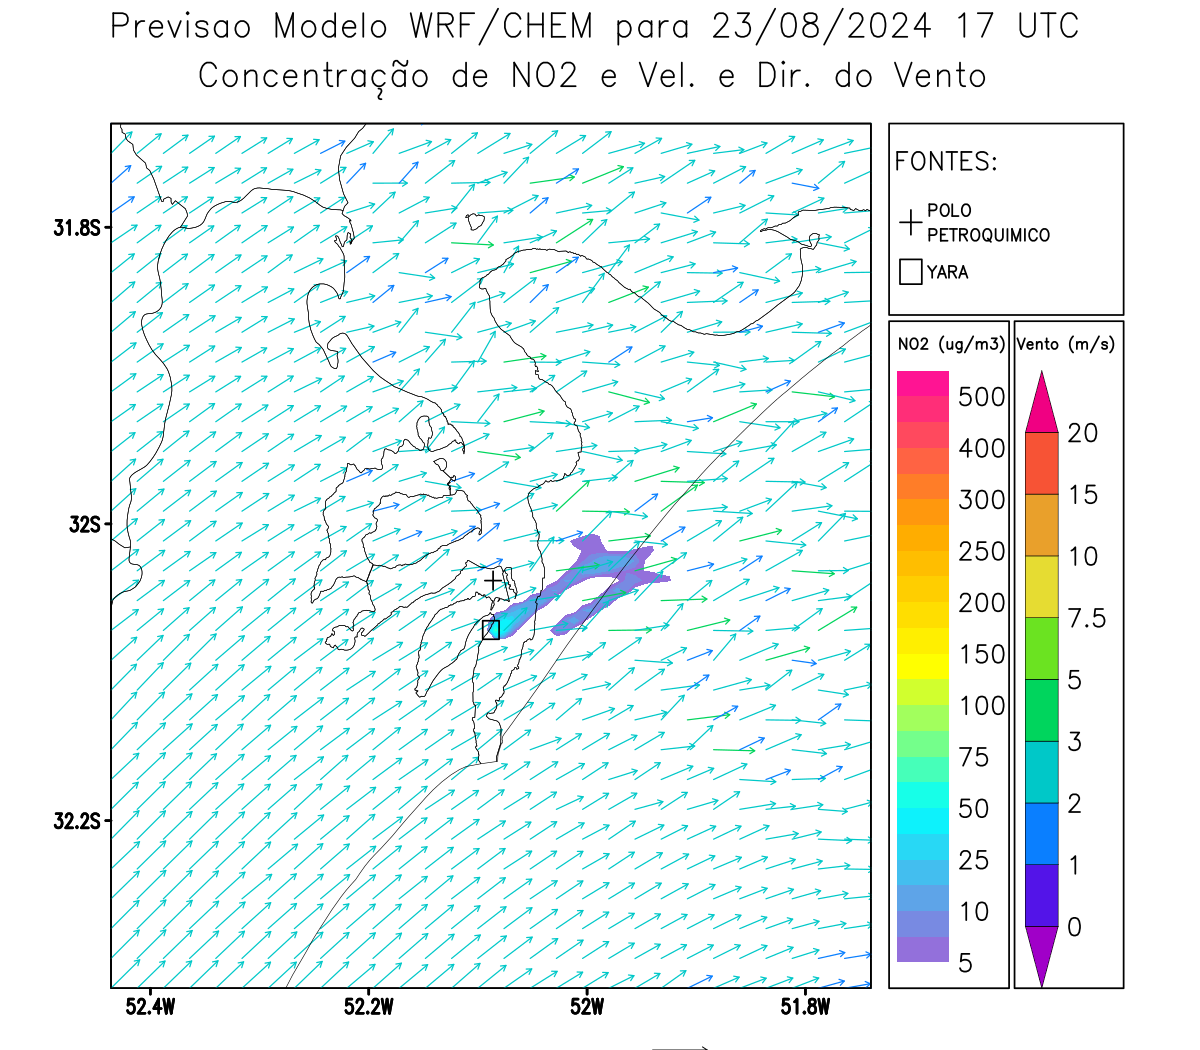 Previsao Modelo WRF/CHEM para 23/08/2024 17 UTC
Concentração de NO2 e Vel. e Dir. do Vento
FONTES:
POLO
PETROQUIMICO
YARA
31.8S
32S
32.2S
52.4W
52.2W
52W
51.8W
NO2 (ug/m3)
500
400
300
250
200
150
100
75
50
25
10
5
Vento (m/s)
20
15
10
7.5
5
3
2
1
0